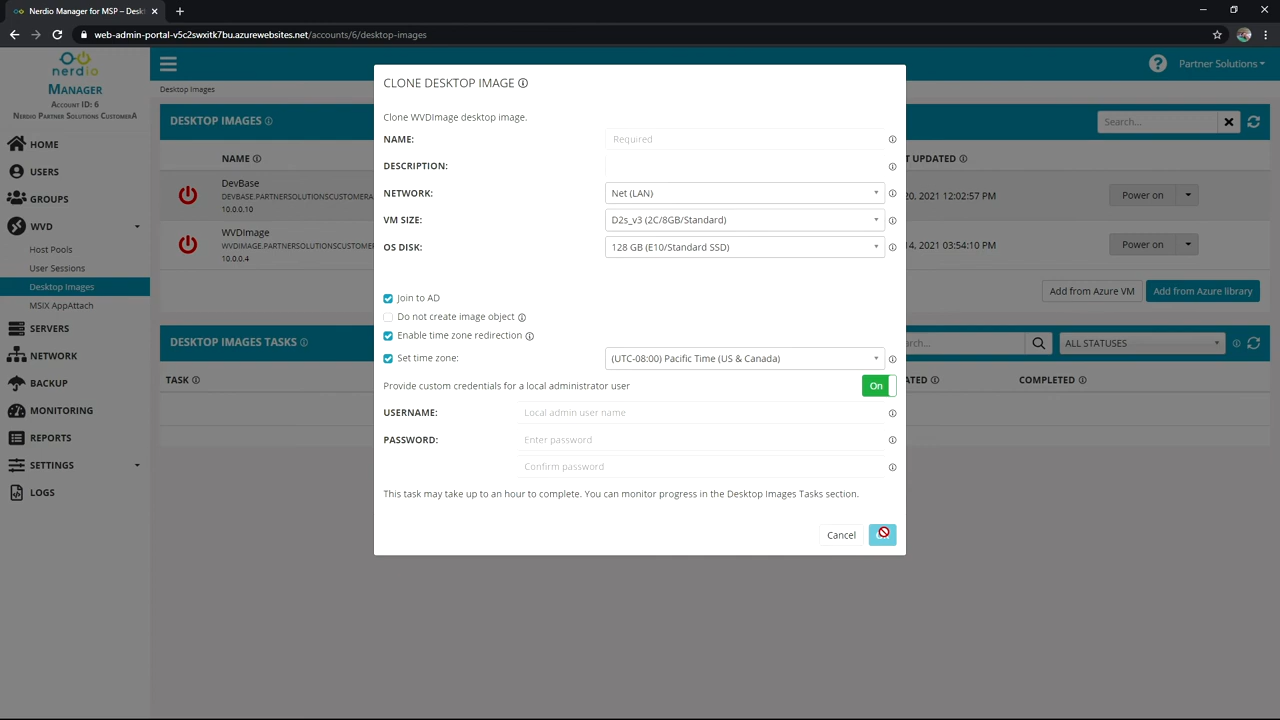 Nerdio Manager for MSP – Desk
web-admin-portal-v5c2swxitk7bu.azurewebsites.net/accounts/6/desktop-images
nerdio
MANAGER
ACCOUNT ID: 6
NERDIO PARTNER SOLUTIONS CUSTOMERA
HOME
USERS
GROUPS
WVD
Host Pools
User Sessions
Desktop Images
MSIX AppAttach
SERVERS
NETWORK
BACKUP
MONITORING
REPORTS
SETTINGS
LOGS
Partner Solutions
Desktop Images
DESKTOP IMAGES
Search...
NAME
T UPDATED
DevBase
DEVBASE.PARTNERSOLUTIONSCUSTOMERA
10.0.0.10
20, 2021 12:02:57 PM
Power on
WVDImage
WVDIMAGE.PARTNERSOLUTIONSCUSTOMER
10.0.0.4
14, 2021 03:54:10 PM
Power on
Add from Azure VM
Add from Azure library
DESKTOP IMAGES TASKS
earch...
ALL STATUSES
TASK
ATED
COMPLETED
CLONE DESKTOP IMAGE
Clone WVDImage desktop image.
NAME:
Required
DESCRIPTION:
NETWORK:
Net (LAN)
VM SIZE:
D2s_v3 (2C/8GB/Standard)
OS DISK:
128 GB (E10/Standard SSD)
Join to AD
Do not create image object
Enable time zone redirection
Set time zone:
(UTC-08:00) Pacific Time (US & Canada)
Provide custom credentials for a local administrator user
On
USERNAME:
Local admin user name
PASSWORD:
Enter password
Confirm password
This task may take up to an hour to complete. You can monitor progress in the Desktop Images Tasks section.
Cancel